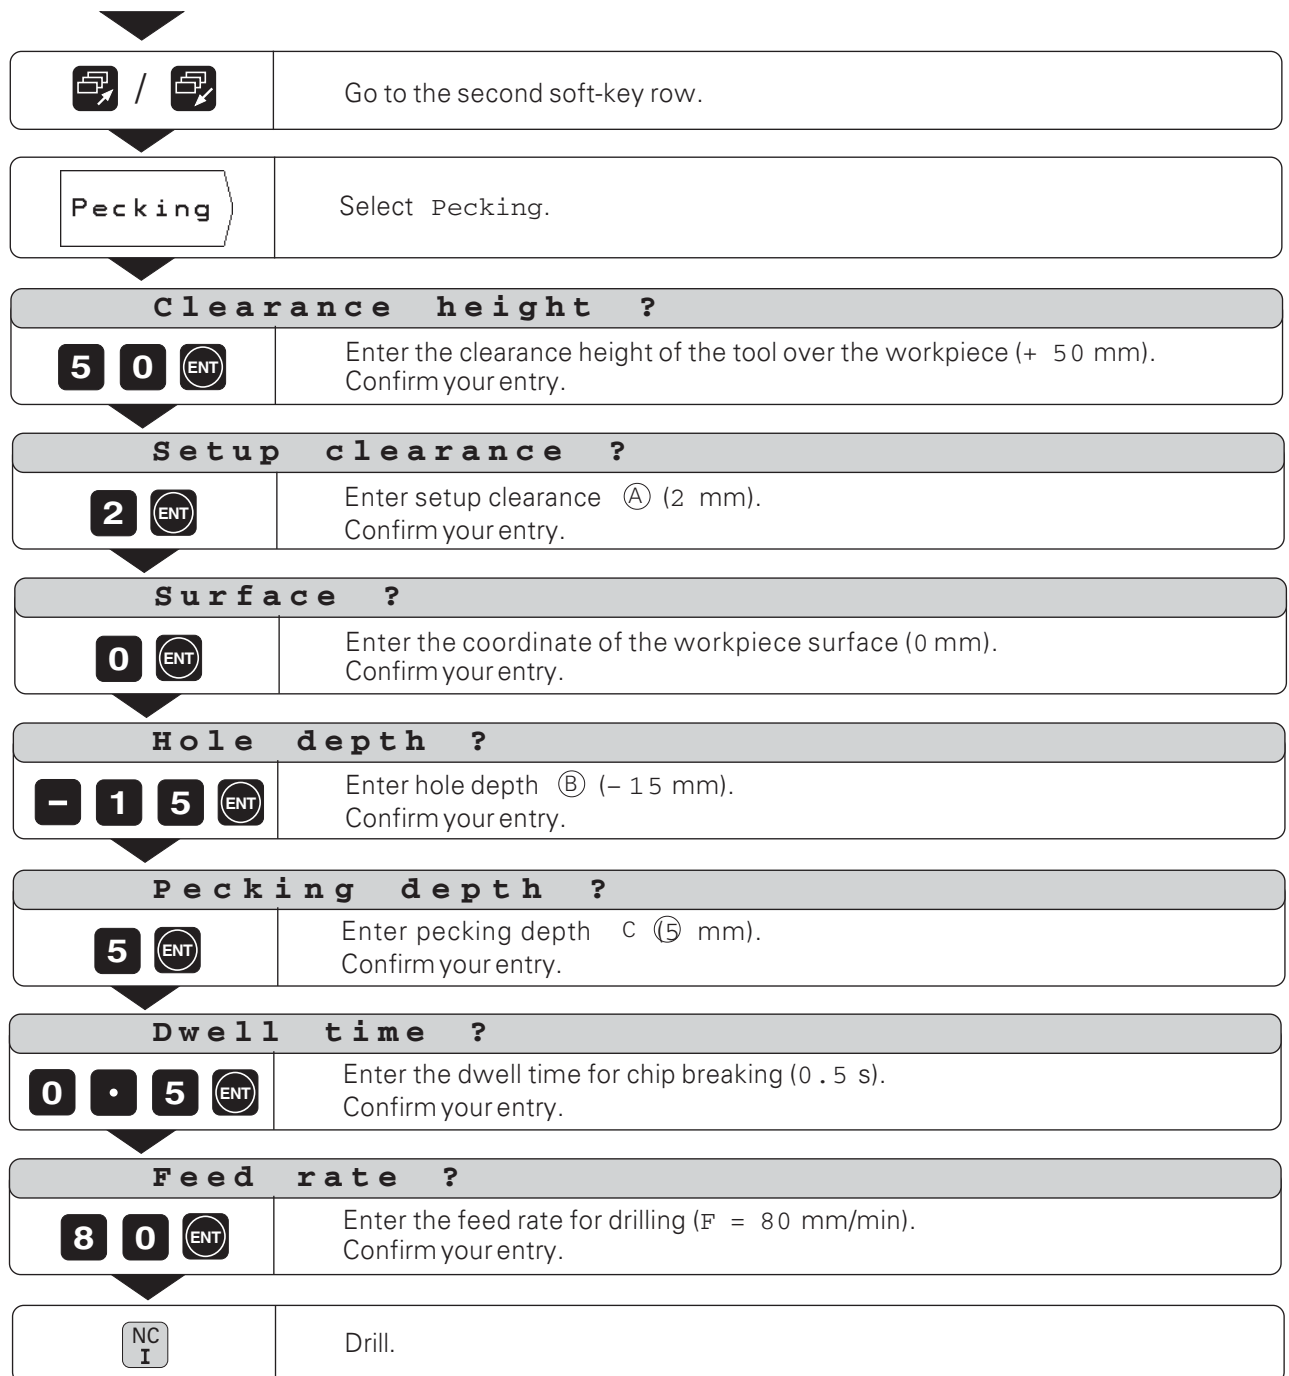 /
Go to the second soft-key row.
Pecking
Select Pecking.
Clearance height ?
5 0 ENT
Enter the clearance height of the tool over the workpiece (+ 50 mm).
Confirm your entry.
Setup clearance ?
2 ENT
Enter setup clearance Ⓐ (2 mm).
Confirm your entry.
Surface ?
0 ENT
Enter the coordinate of the workpiece surface (0 mm).
Confirm your entry.
Hole depth ?
- 1 5 ENT
Enter hole depth Ⓑ (– 15 mm).
Confirm your entry.
Pecking depth ?
5 ENT
Enter pecking depth C (5 mm).
Confirm your entry.
Dwell time ?
0 . 5 ENT
Enter the dwell time for chip breaking (0.5 s).
Confirm your entry.
Feed rate ?
8 0 ENT
Enter the feed rate for drilling (F = 80 mm/min).
Confirm your entry.
NC
I
Drill.